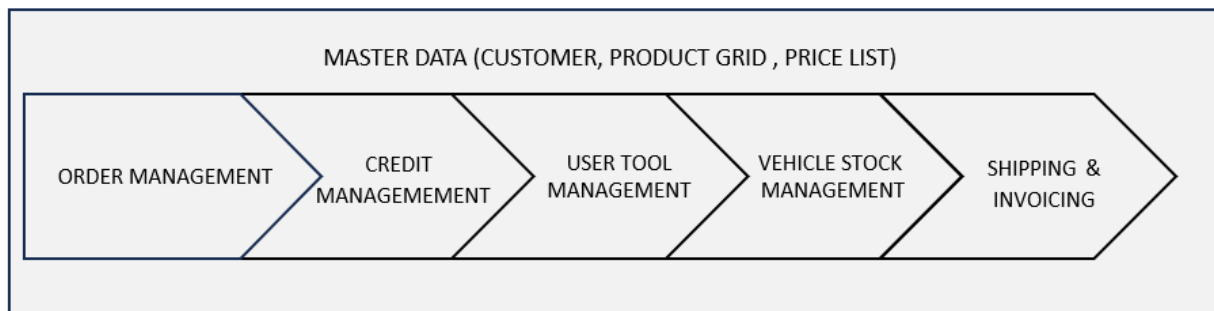 MASTER DATA (CUSTOMER, PRODUCT GRID , PRICE LIST)
ORDER MANAGEMENT
CREDIT
MANAGEMEMENT
USER TOOL
MANAGEMENT
VEHICLE STOCK
MANAGEMENT
SHIPPING &
INVOICING